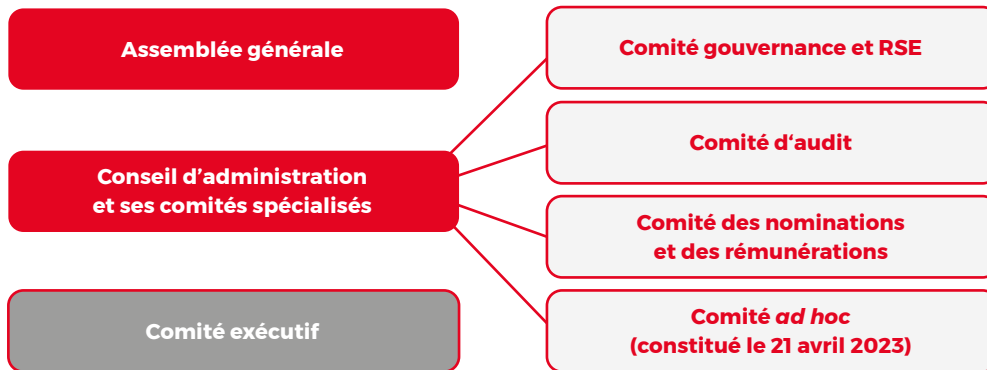 Assemblée générale
Conseil d’administration
et ses comités spécialisés
Comité exécutif
Comité gouvernance et RSE
Comité d‘audit
Comité des nominations
et des rémunérations
Comité ad hoc
(constitué le 21 avril 2023)